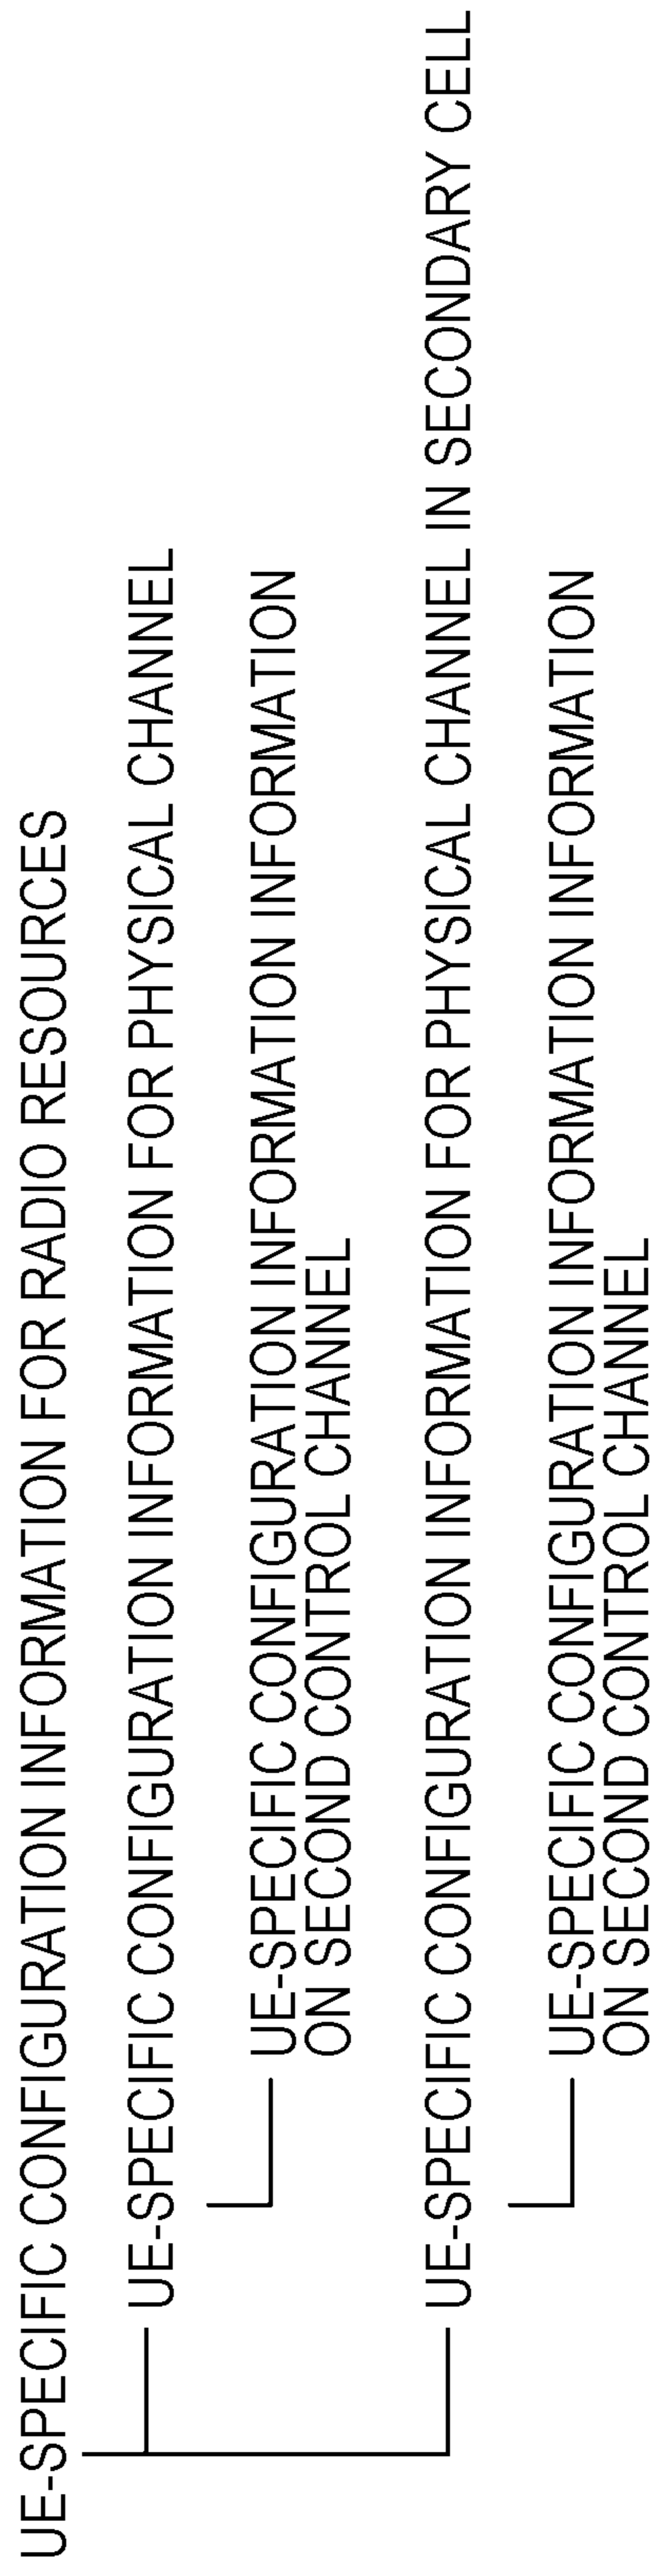 UE-SPECIFIC CONFIGURATION INFORMATION FOR RADIO RESOURCES
UE-SPECIFIC CONFIGURATION INFORMATION FOR PHYSICAL CHANNEL
UE-SPECIFIC CONFIGURATION INFORMATION INFORMATION
ON SECOND CONTROL CHANNEL
UE-SPECIFIC CONFIGURATION INFORMATION FOR PHYSICAL CHANNEL IN SECONDARY CELL
UE-SPECIFIC CONFIGURATION INFORMATION INFORMATION
ON SECOND CONTROL CHANNEL